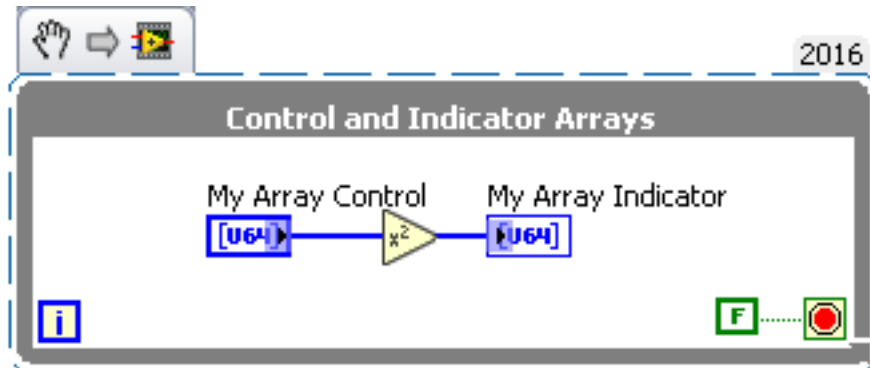 2016
Control and Indicator Arrays
My Array Control My Array Indicator
[U64] x² [U64]
i F